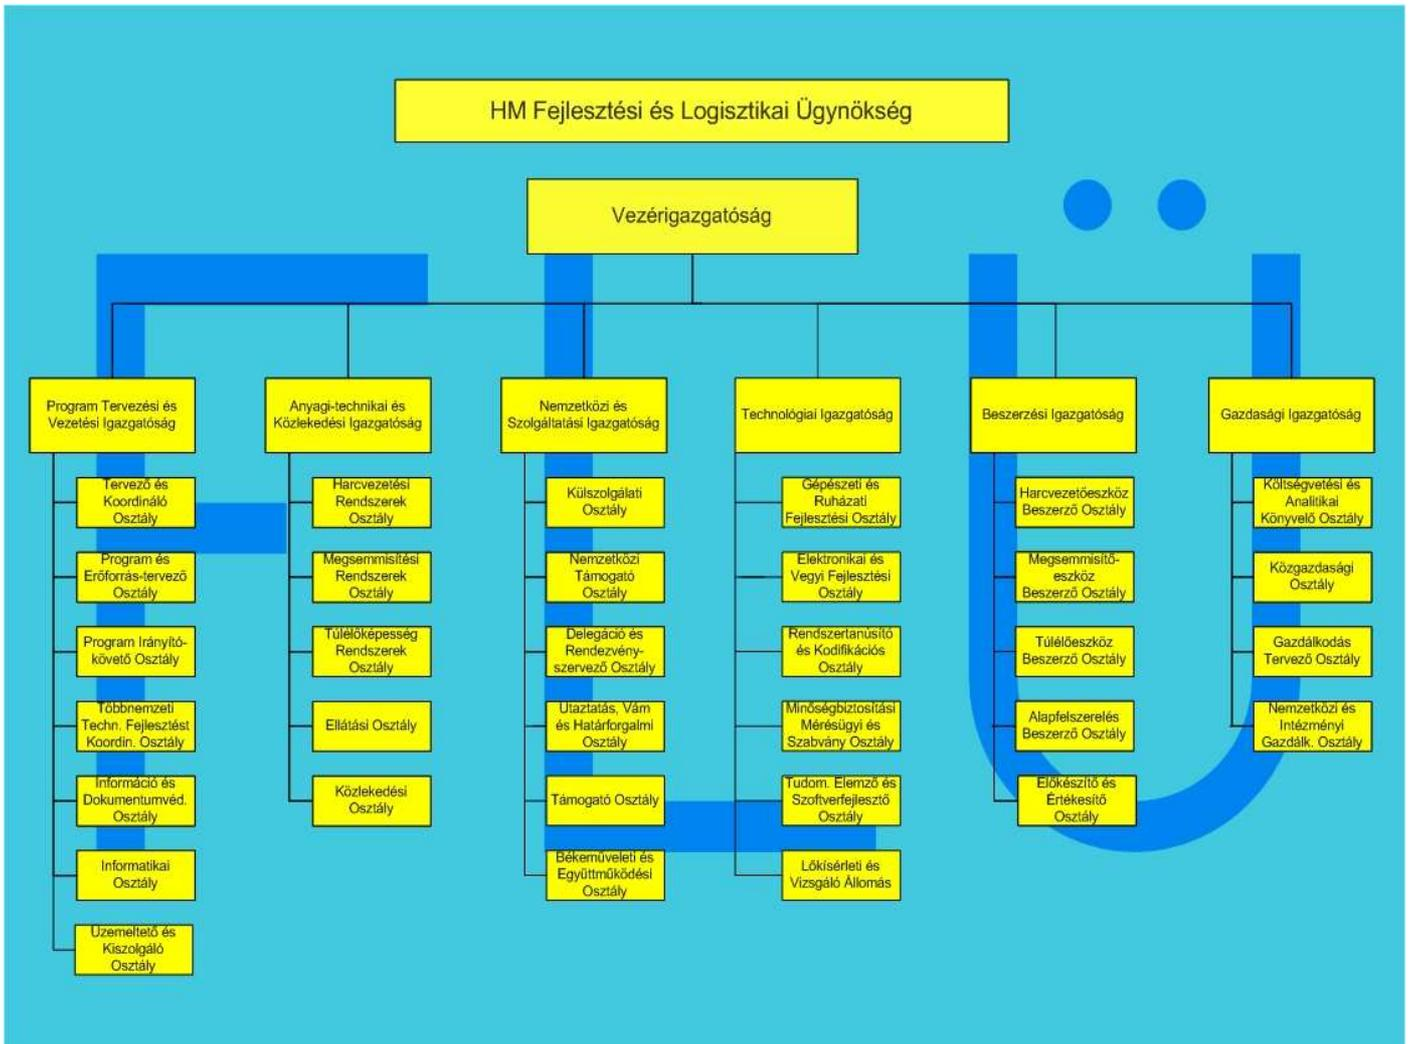 HM Fejlesztési és Logisztikai Ügynökség
Vezérigazgatóság
Program Tervezési és
Vezetési Igazgatóság
Tervező és
Koordináló
Osztály
Program és
Erőforrás-tervező
Osztály
Program Irányító-
követő Osztály
Többnemzeti
Techn. Fejlesztést
Koordin. Osztály
Információ és
Dokumentumvéd.
Osztály
Informatikai
Osztály
Üzemeltető és
Kiszolgáló
Osztály
Anyagi-technikai és
Közlekedési Igazgatóság
Harcvezetési
Rendszerek
Osztály
Megsemmisítési
Rendszerek
Osztály
Túlélőképesség
Rendszerek
Osztály
Ellátási Osztály
Közlekedési
Osztály
Nemzetközi és
Szolgáltatási Igazgatóság
Külszolgálati
Osztály
Nemzetközi
Támogató
Osztály
Delegáció és
Rendezvény-
szervező Osztály
Utaztatás, Vám
és Határforgalmi
Osztály
Támogató Osztály
Békeműveleti és
Együttműködési
Osztály
Technológiai Igazgatóság
Gépészeti és
Ruházati
Fejlesztési Osztály
Elektronikai és
Vegyi Fejlesztési
Osztály
Rendszertanúsító
és Kodifikációs
Osztály
Minőségbiztosítási
Mérésügyi és
Szabvány Osztály
Tudom. Elemző és
Szoftverfejlesztő
Osztály
Lőkísérleti és
Vizsgáló Állomás
Beszerzési Igazgatóság
Harcvezetőeszköz
Beszerző Osztály
Megsemmisítő-
eszköz
Beszerző Osztály
Túlélőeszköz
Beszerző Osztály
Alapfelszerelés
Beszerző Osztály
Előkészítő és
Értékesítő
Osztály
Gazdasági Igazgatóság
Költségvetési és
Analitikai
Könyvelő Osztály
Közgazdasági
Osztály
Gazdálkodás
Tervező Osztály
Nemzetközi és
Intézményi
Gazdálk. Osztály